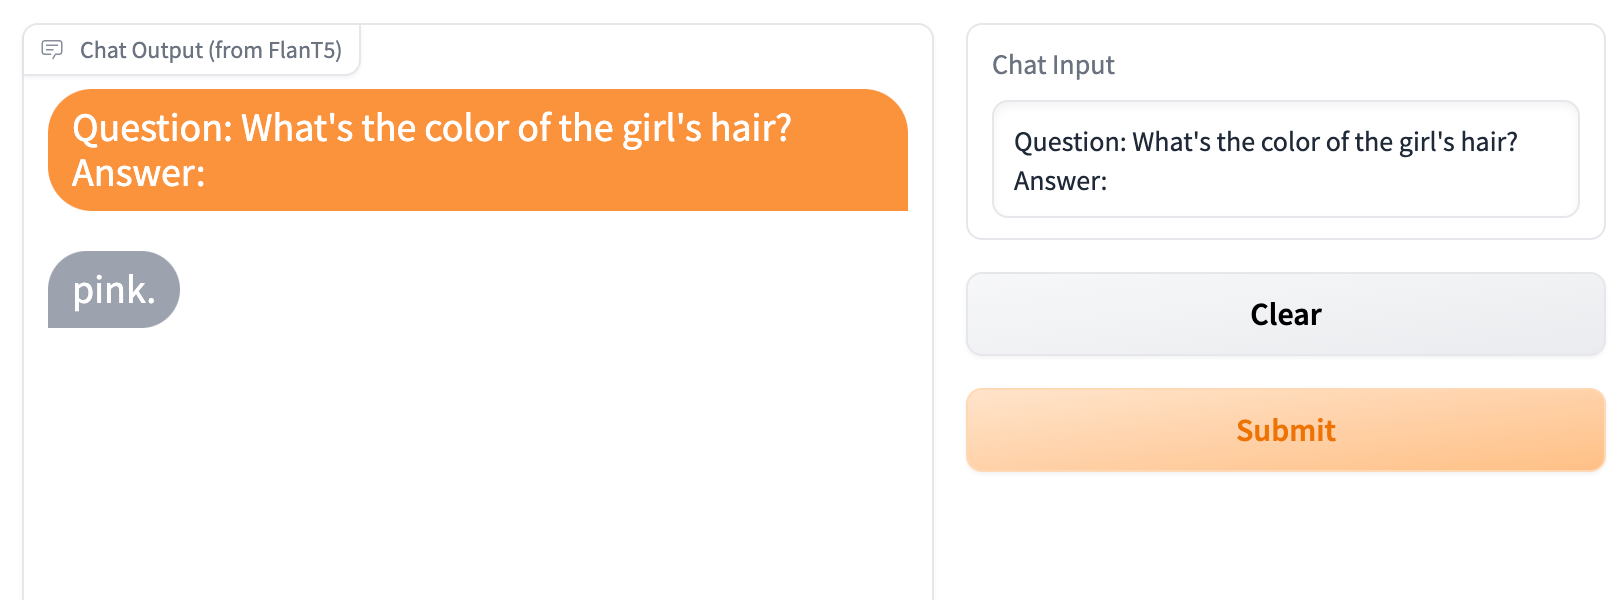 Chat Output (from FlanT5)
Question: What's the color of the girl's hair?
Answer:
pink.
Chat Input
Question: What's the color of the girl's hair?
Answer:
Clear
Submit